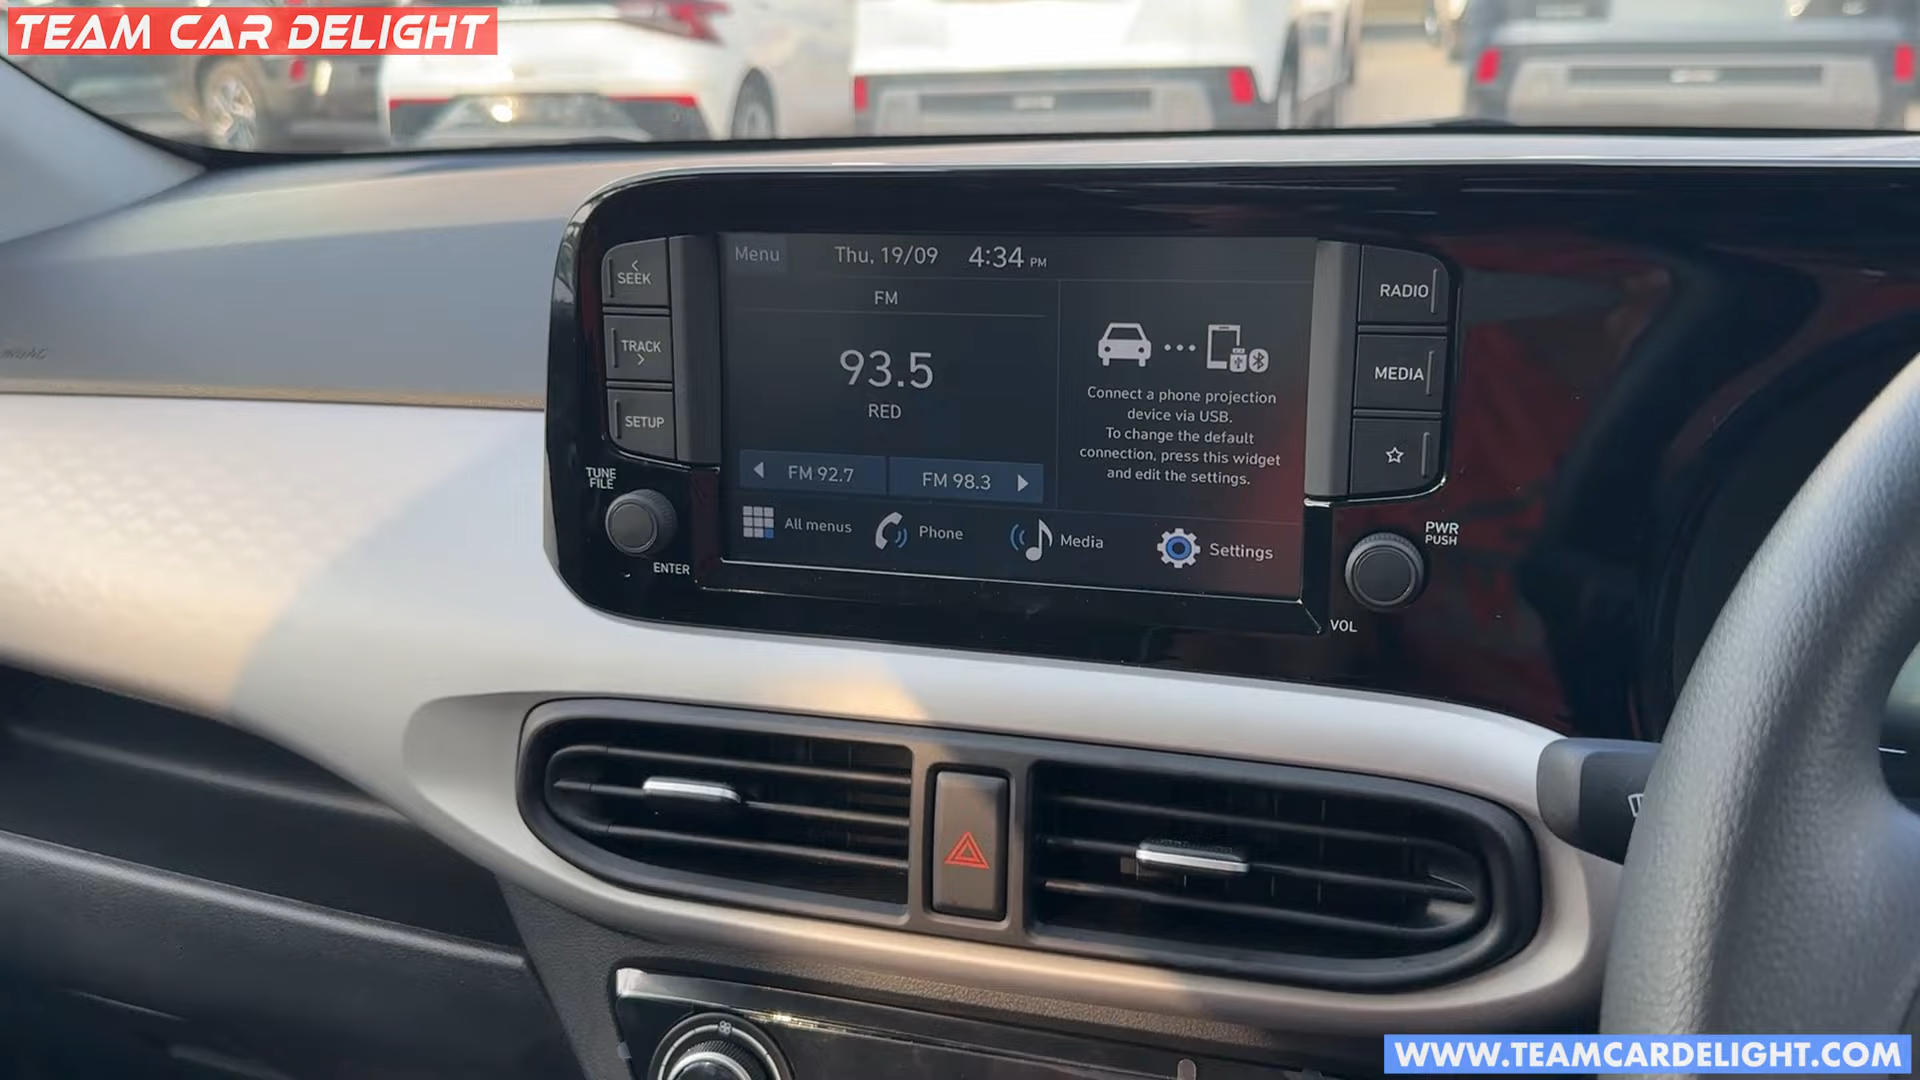 TEAM CAR DELIGHT
SEEK
TRACK
SETUP
TUNE
FILE
ENTER
Menu
Thu, 19/09 4:34 PM
FM
93.5
RED
FM 92.7
FM 98.3
Connect a phone projection
device via USB.
To change the default
connection, press this widget
and edit the settings.
All menus
Phone
Media
Settings
RADIO
MEDIA
PWR
PUSH
VOL
WWW.TEAMCARDELIGHT.COM